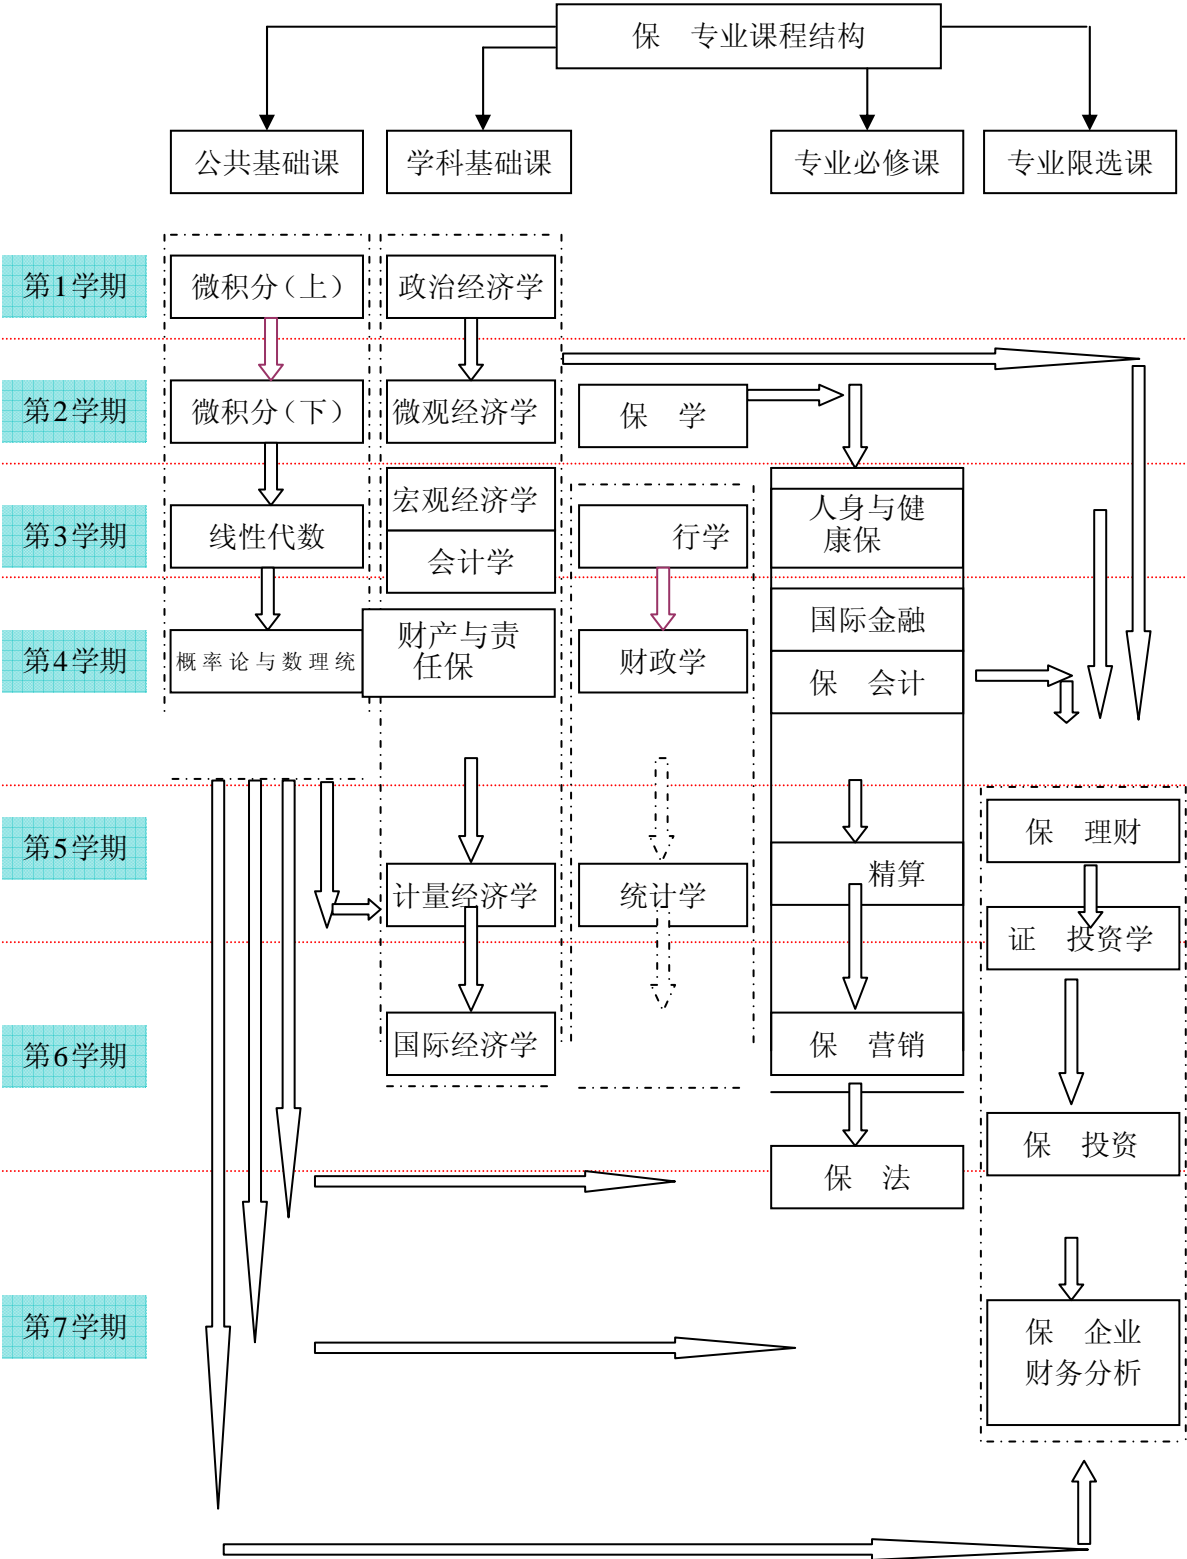 保 专业课程结构
公共基础课
学科基础课
专业必修课
专业限选课
第1学期
微积分（上）
政治经济学
第2学期
微积分（下）
微观经济学
保 学
第3学期
线性代数
宏观经济学
会计学
行学
人身与健
康保
第4学期
概率论与数理统
财产与责
任保
财政学
国际金融
保 会计
第5学期
计量经济学
统计学
精算
保 理财
证 投资学
第6学期
国际经济学
保 营销
保 投资
保 法
第7学期
保 企业
财务分析